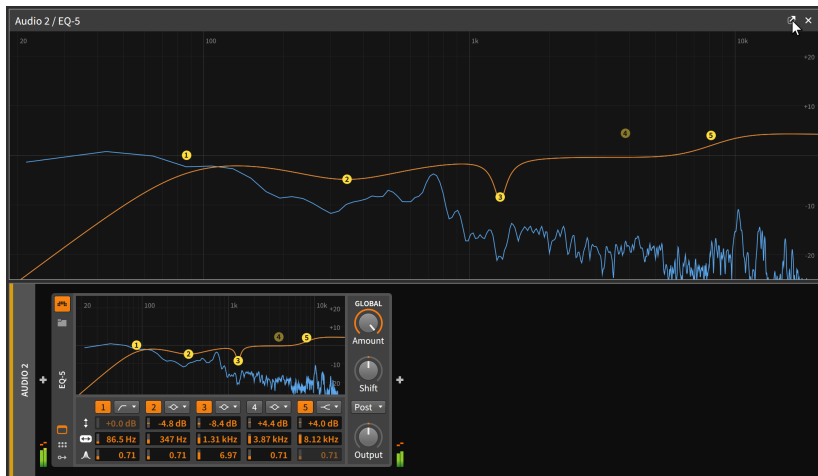 Audio 2 / EQ-5
20 100 1k 10k
+20
+10
-10
-20
1 2 3 4 5
AUDIO 2
EQ-5
20 100 1k 10k +20
+10
-10
-20
1 2 3 4 5
GLOBAL
Amount
Shift
Post
Output
1 2 3 4 5
+0.0 dB -4.8 dB -8.4 dB +4.4 dB +4.0 dB
86.5 Hz 347 Hz 1.31 kHz 3.87 kHz 8.12 kHz
0.71 0.71 6.97 0.71 0.71